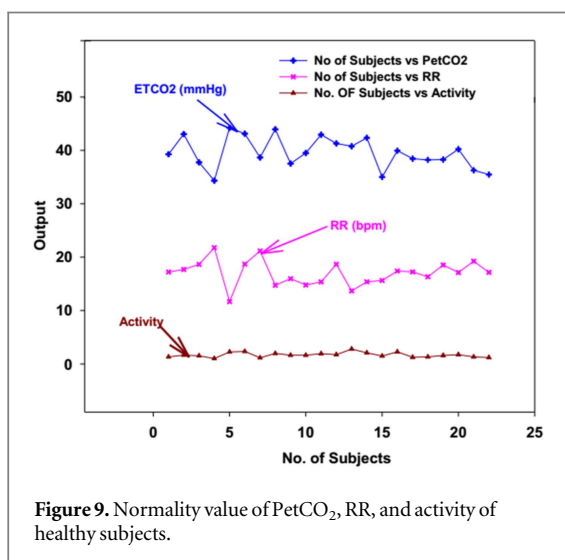 No of Subjects vs PetCO2
No of Subjects vs RR
No. OF Subjects vs Activity
50
40
30
20
10
0
Output
ETCO2 (mmHg)
RR (bpm)
Activity
0 5 10 15 20 25
No. of Subjects
Figure 9. Normality value of PetCO₂, RR, and activity of
healthy subjects.